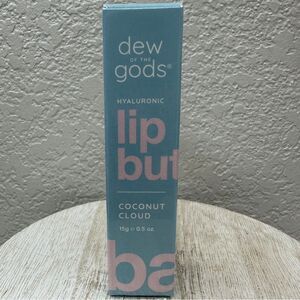 dew
OF THE
gods®
HYALURONIC
lip
but
COCONUT
CLOUD
15g ℮ 0.5 oz
ba